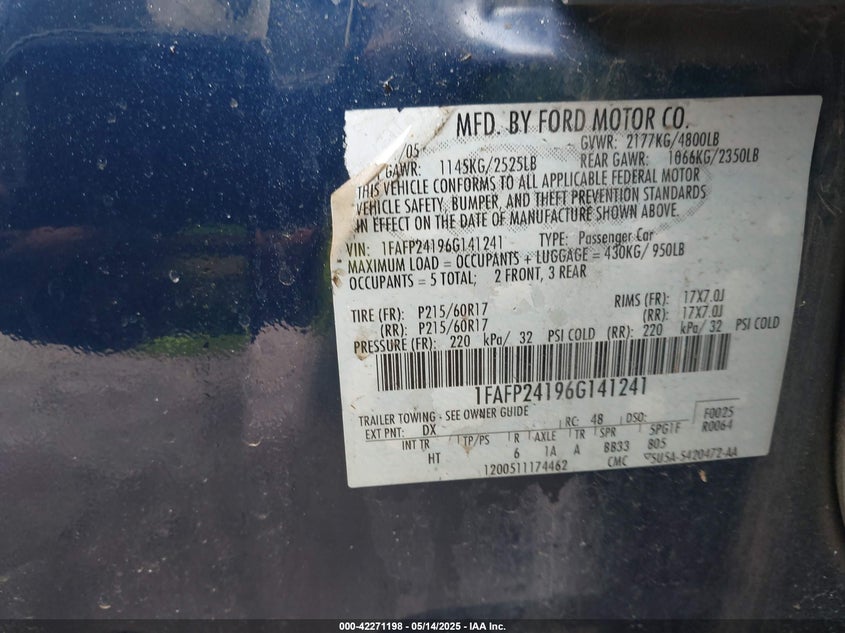 MFD. BY FORD MOTOR CO.
/05 GVWR: 2177KG/4800LB
GAWR: 1145KG/2525LB REAR GAWR: 1066KG/2350LB
THIS VEHICLE CONFORMS TO ALL APPLICABLE FEDERAL MOTOR
VEHICLE SAFETY, BUMPER, AND THEFT PREVENTION STANDARDS
IN EFFECT ON THE DATE OF MANUFACTURE SHOWN ABOVE.
VIN: 1FAFP24196G141241 TYPE: Passenger Car
MAXIMUM LOAD = OCCUPANTS + LUGGAGE = 430KG/ 950LB
OCCUPANTS = 5 TOTAL; 2 FRONT, 3 REAR
TIRE (FR): P215/60R17 RIMS (FR): 17X7.0J
(RR): P215/60R17 (RR): 17X7.0J
PRESSURE (FR): 220 kPa/ 32 PSI COLD (RR): 220 kPa/ 32 PSI COLD
1FAFP24196G141241
TRAILER TOWING - SEE OWNER GUIDE
EXT PNT: DX RC: 48 DSO: F0025
INT TR TP/PS R AXLE TR SPR SPGTF R0064
HT 6 1A A BB33 805
1200511174462 CMC 5U5A-5420472-AA
000-42271198 - 05/14/2025 - IAA Inc.